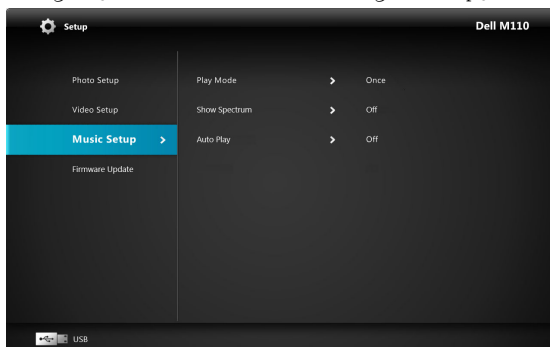 Setup Dell M110
Photo Setup Play Mode Once
Video Setup Show Spectrum Off
Music Setup Auto Play Off
Firmware Update
USB